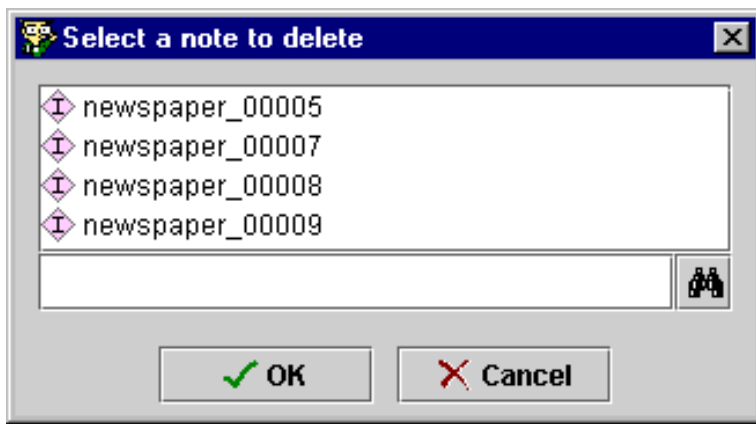 Select a note to delete
I newspaper_00005
I newspaper_00007
I newspaper_00008
I newspaper_00009
OK Cancel